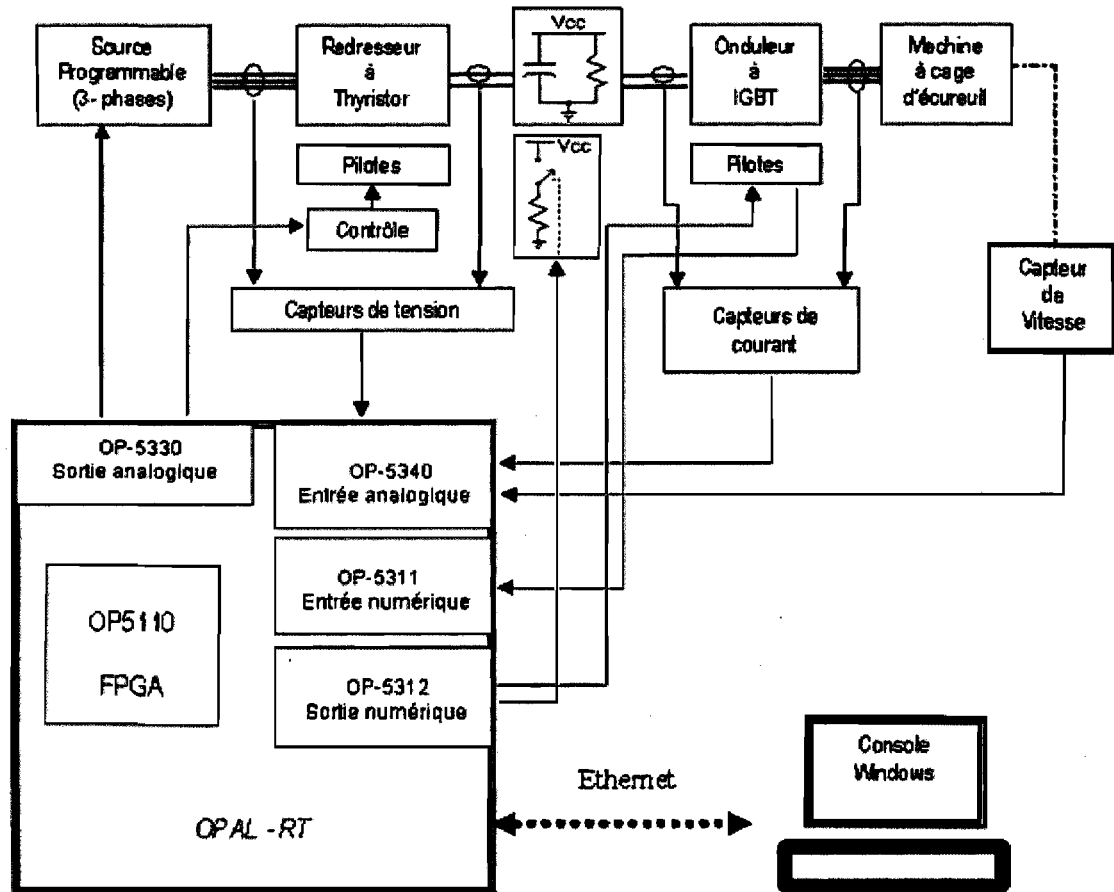 Source
Programmable
(3- phases)
Redresseur
à
Thyristor
Vcc
Onduleur
à
IGBT
Machine
à cage
d'écureuil
Pilotes
Vcc
Pilotes
Contrôle
Capteurs de tension
Capteurs de
courant
Capteur
de
Vitesse
OP-5330
Sortie analogique
OP-5340
Entrée analogique
OP-5311
Entrée numérique
OP5110
FPGA
OP-5312
Sortie numérique
OPAL -RT
Ethernet
Console
Windows